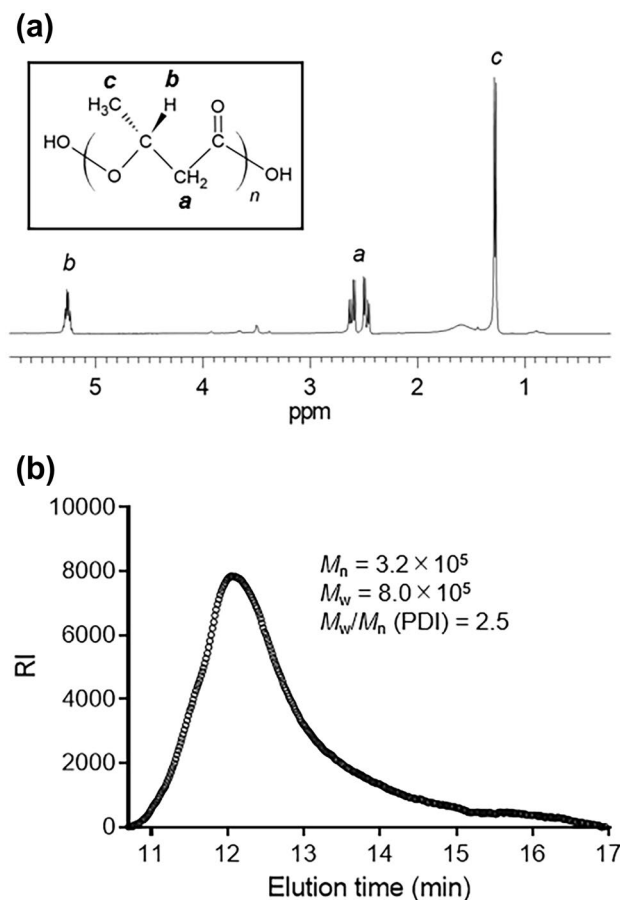 (a)
c
c b
H₃C H O
HO O C CH₂ C n OH
a
b
a
5 4 3 2 1
ppm
(b)
10000
8000
6000
4000
2000
0
RI
Mn = 3.2 × 10⁵
Mw = 8.0 × 10⁵
Mw/Mn (PDI) = 2.5
11 12 13 14 15 16 17
Elution time (min)